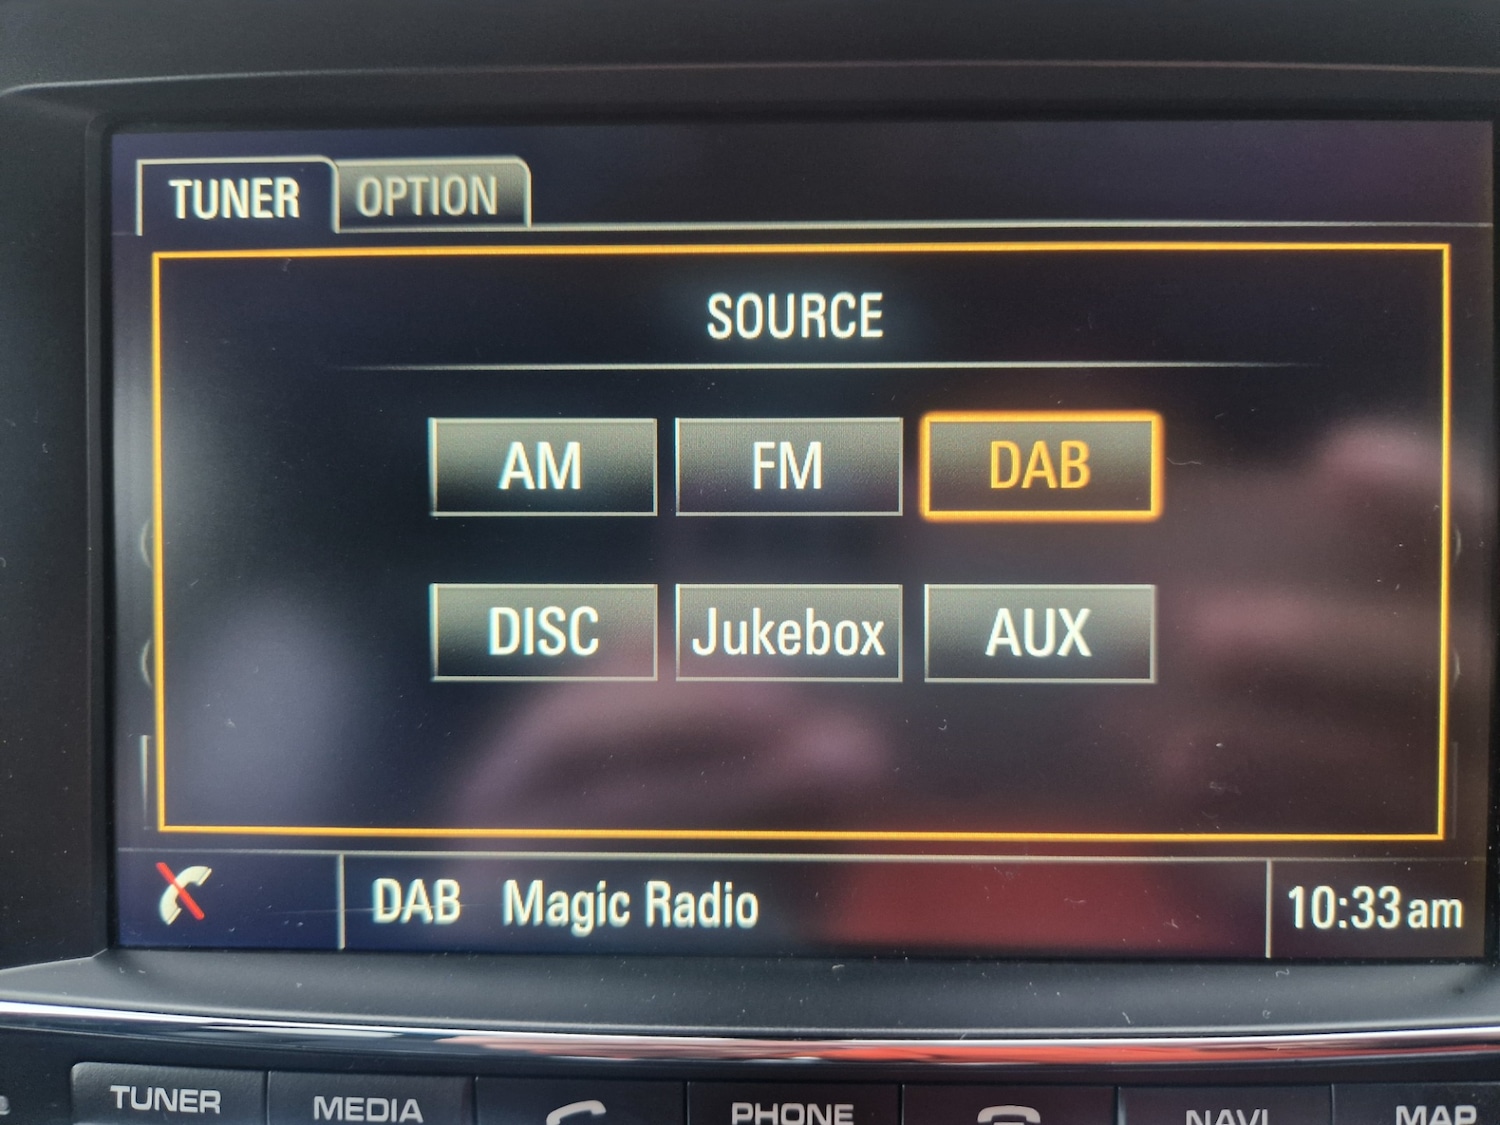 TUNER OPTION
SOURCE
AM FM DAB
DISC Jukebox AUX
DAB Magic Radio 10:33am
TUNER MEDIA PHONE NAVI MAP